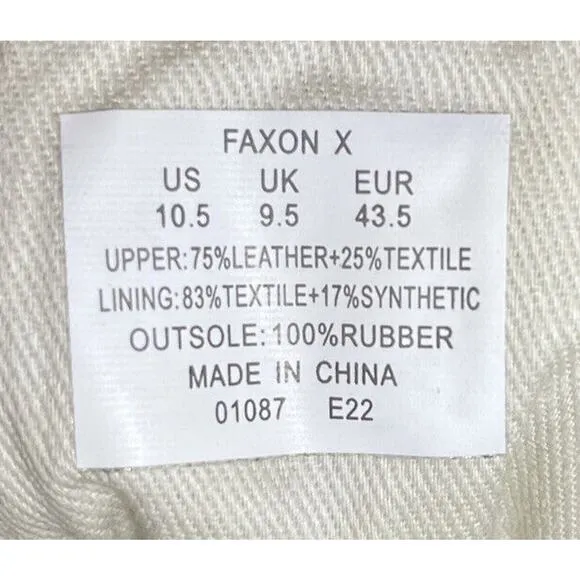 FAXON X
US UK EUR
10.5 9.5 43.5
UPPER:75%LEATHER+25%TEXTILE
LINING:83%TEXTILE+17%SYNTHETIC
OUTSOLE:100%RUBBER
MADE IN CHINA
01087 E22